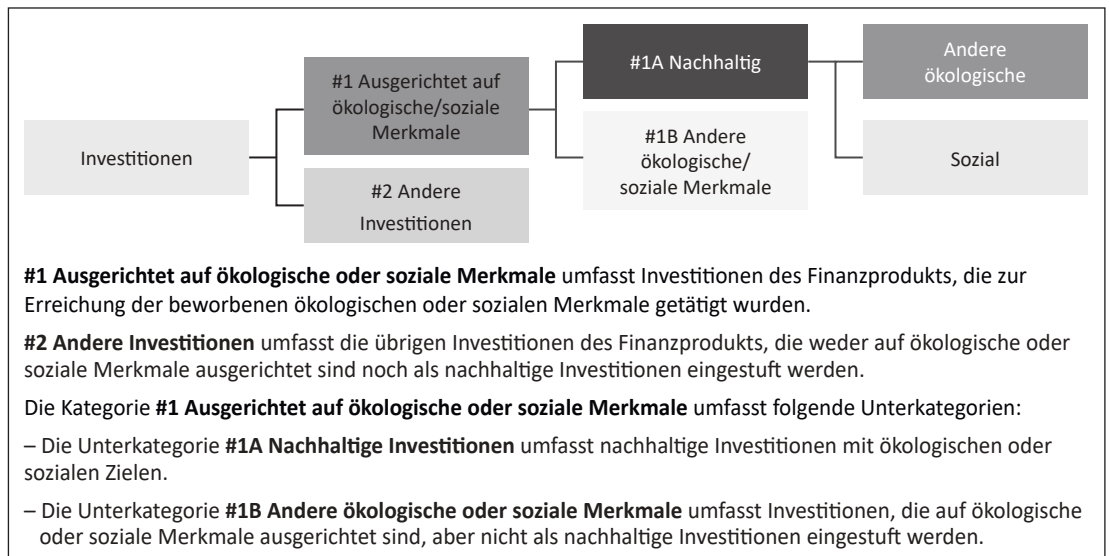 Investitionen
#1 Ausgerichtet auf
ökologische/soziale
Merkmale
#2 Andere
Investitionen
#1A Nachhaltig
#1B Andere
ökologische/
soziale Merkmale
Andere
ökologische
Sozial
#1 Ausgerichtet auf ökologische oder soziale Merkmale umfasst Investitionen des Finanzprodukts, die zur
Erreichung der beworbenen ökologischen oder sozialen Merkmale getätigt wurden.
#2 Andere Investitionen umfasst die übrigen Investitionen des Finanzprodukts, die weder auf ökologische oder
soziale Merkmale ausgerichtet sind noch als nachhaltige Investitionen eingestuft werden.
Die Kategorie #1 Ausgerichtet auf ökologische oder soziale Merkmale umfasst folgende Unterkategorien:
– Die Unterkategorie #1A Nachhaltige Investitionen umfasst nachhaltige Investitionen mit ökologischen oder
sozialen Zielen.
– Die Unterkategorie #1B Andere ökologische oder soziale Merkmale umfasst Investitionen, die auf ökologische
oder soziale Merkmale ausgerichtet sind, aber nicht als nachhaltige Investitionen eingestuft werden.